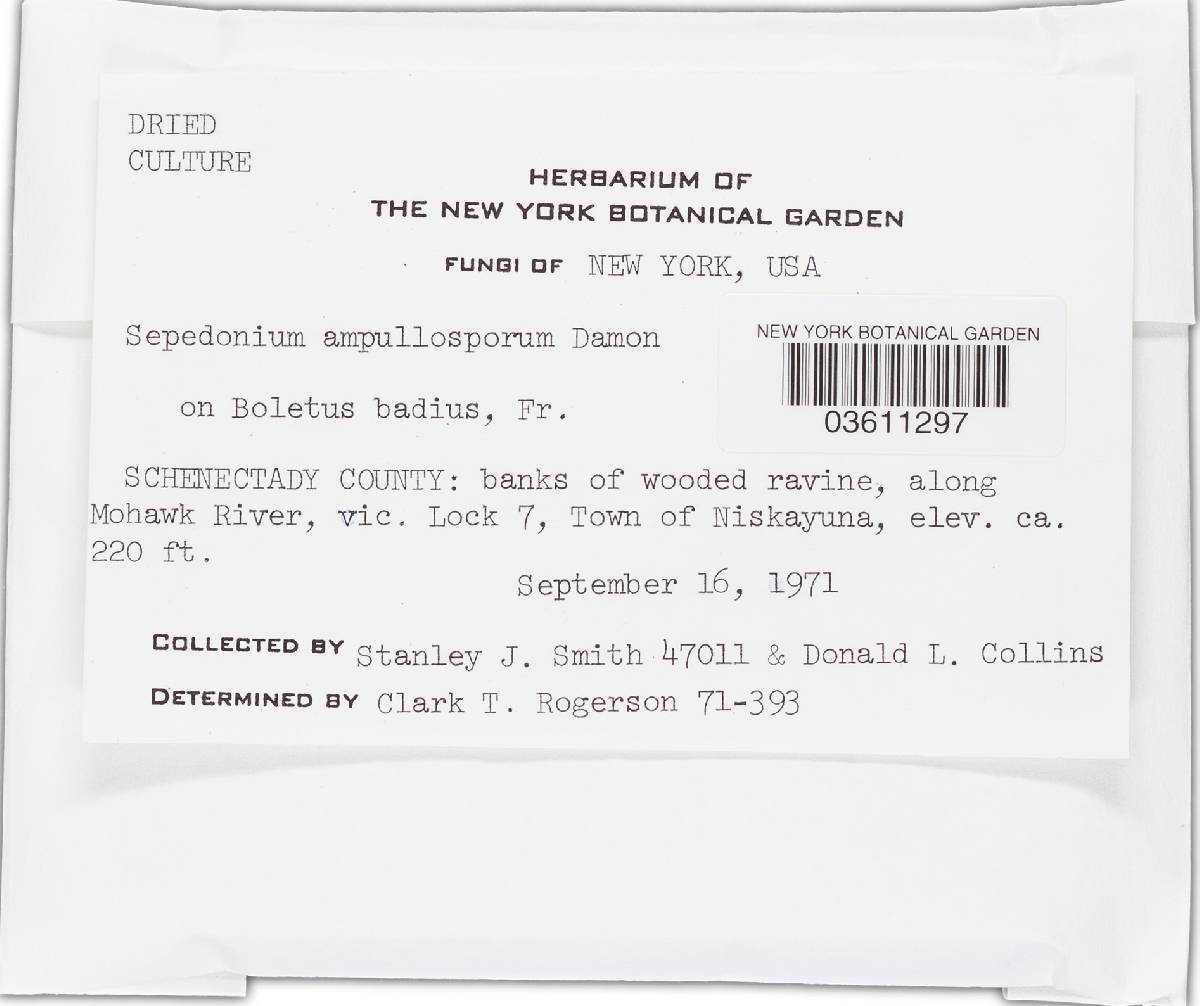 DRIED
CULTURE
HERBARIUM OF
THE NEW YORK BOTANICAL GARDEN
FUNGI OF NEW YORK, USA
Sepedonium ampullosporum Damon
NEW YORK BOTANICAL GARDEN
03611297
on Boletus badius, Fr.
SCHENECTADY COUNTY: banks of wooded ravine, along
Mohawk River, vic. Lock 7, Town of Niskayuna, elev. ca.
220 ft.
September 16, 1971
COLLECTED BY Stanley J. Smith 47011 & Donald L. Collins
DETERMINED BY Clark T. Rogerson 71-393